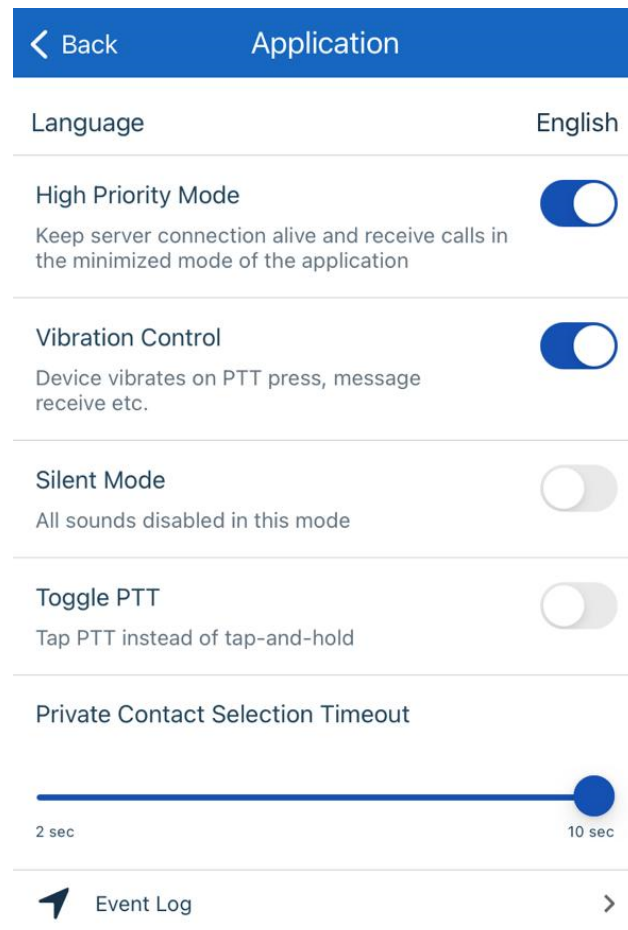 Back
Application
Language
English
High Priority Mode
Keep server connection alive and receive calls in
the minimized mode of the application
Vibration Control
Device vibrates on PTT press, message
receive etc.
Silent Mode
All sounds disabled in this mode
Toggle PTT
Tap PTT instead of tap-and-hold
Private Contact Selection Timeout
2 sec
10 sec
Event Log